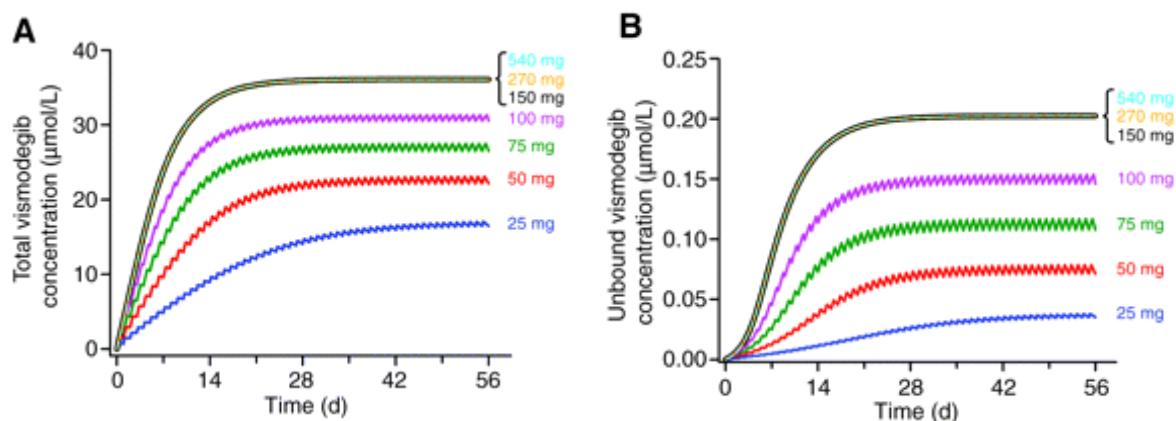 A
Total vismodegib
concentration (μmol/L)
40
30
20
10
0
0 14 28 42 56
Time (d)
540 mg
270 mg
150 mg
100 mg
75 mg
50 mg
25 mg
B
Unbound vismodegib
concentration (μmol/L)
0.25
0.20
0.15
0.10
0.05
0.00
0 14 28 42 56
Time (d)
540 mg
270 mg
150 mg
100 mg
75 mg
50 mg
25 mg